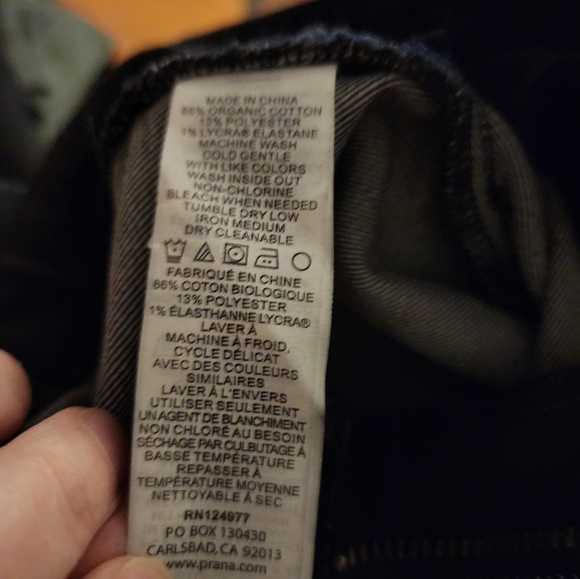 MADE IN CHINA
86% ORGANIC COTTON
13% POLYESTER
1% LYCRA® ELASTANE
MACHINE WASH
COLD GENTLE
WITH LIKE COLORS
WASH INSIDE OUT
NON-CHLORINE
BLEACH WHEN NEEDED
TUMBLE DRY LOW
IRON MEDIUM
DRY CLEANABLE
FABRIQUÉ EN CHINE
86% COTON BIOLOGIQUE
13% POLYESTER
1% ÉLASTHANNE LYCRA®
LAVER À
MACHINE À FROID,
CYCLE DÉLICAT
AVEC DES COULEURS
SIMILAIRES
LAVER À L'ENVERS
UTILISER SEULEMENT
UN AGENT DE BLANCHIMENT
NON CHLORÉ AU BESOIN
SÉCHAGE PAR CULBUTAGE À
BASSE TEMPÉRATURE
REPASSER À
TEMPÉRATURE MOYENNE
NETTOYABLE À SEC
RN124977
PO BOX 130430
CARLSBAD, CA 92013
www.prana.com